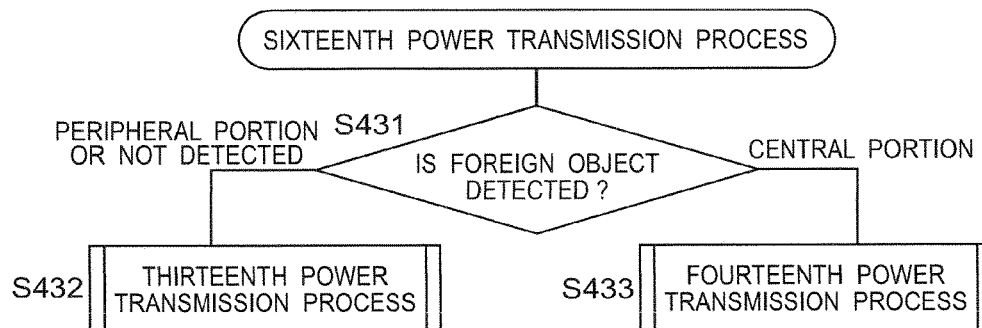 SIXTEENTH POWER TRANSMISSION PROCESS
PERIPHERAL PORTION
OR NOT DETECTED
S431
IS FOREIGN OBJECT
DETECTED ?
CENTRAL PORTION
S432
THIRTEENTH POWER
TRANSMISSION PROCESS
S433
FOURTEENTH POWER
TRANSMISSION PROCESS